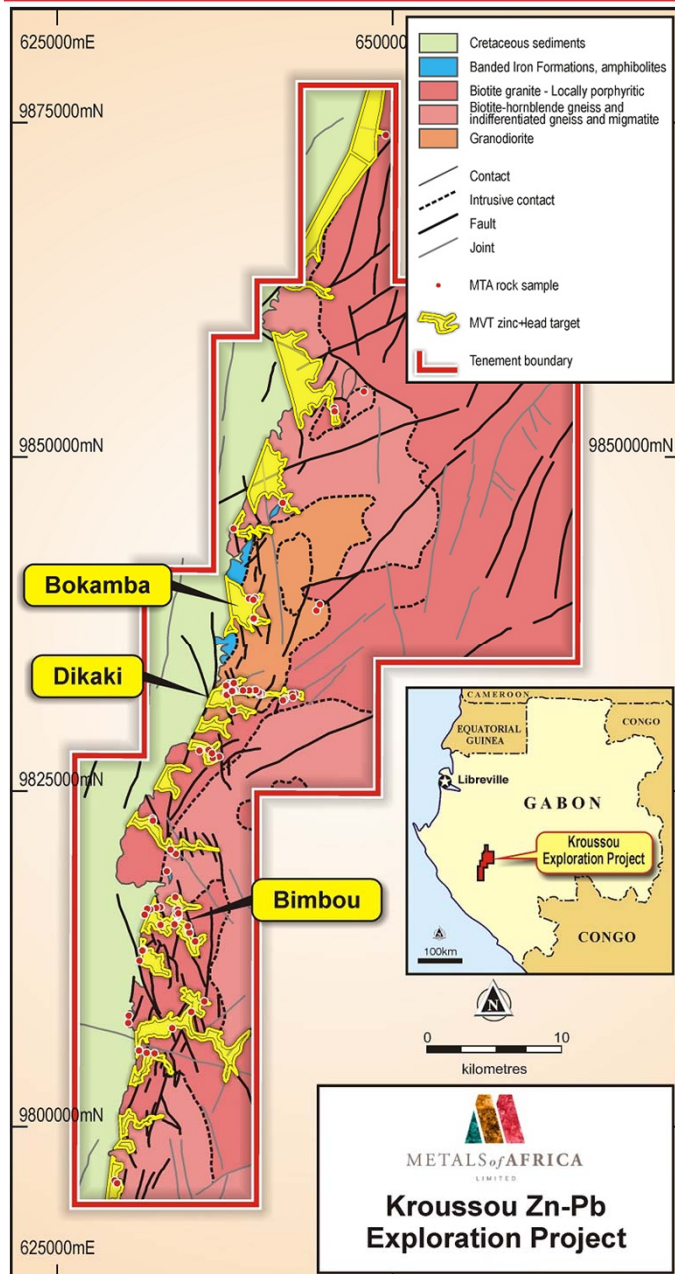 625000mE
650000
9875000mN
Cretaceous sediments
Banded Iron Formations, amphibolites
Biotite granite - Locally porphyritic
Biotite-hornblende gneiss and
indifferentiated gneiss and migmatite
Granodiorite
Contact
Intrusive contact
Fault
Joint
MTA rock sample
MVT zinc+lead target
Tenement boundary
9850000mN
9850000mN
Bokamba
Dikaki
9825000mN
Bimbou
CAMEROON
EQUATORIAL
GUINEA
CONGO
Libreville
GABON
Kroussou
Exploration Project
CONGO
100km
N
0 10
kilometres
9800000mN
METALS of AFRICA
LIMITED
Kroussou Zn-Pb
Exploration Project
625000mE